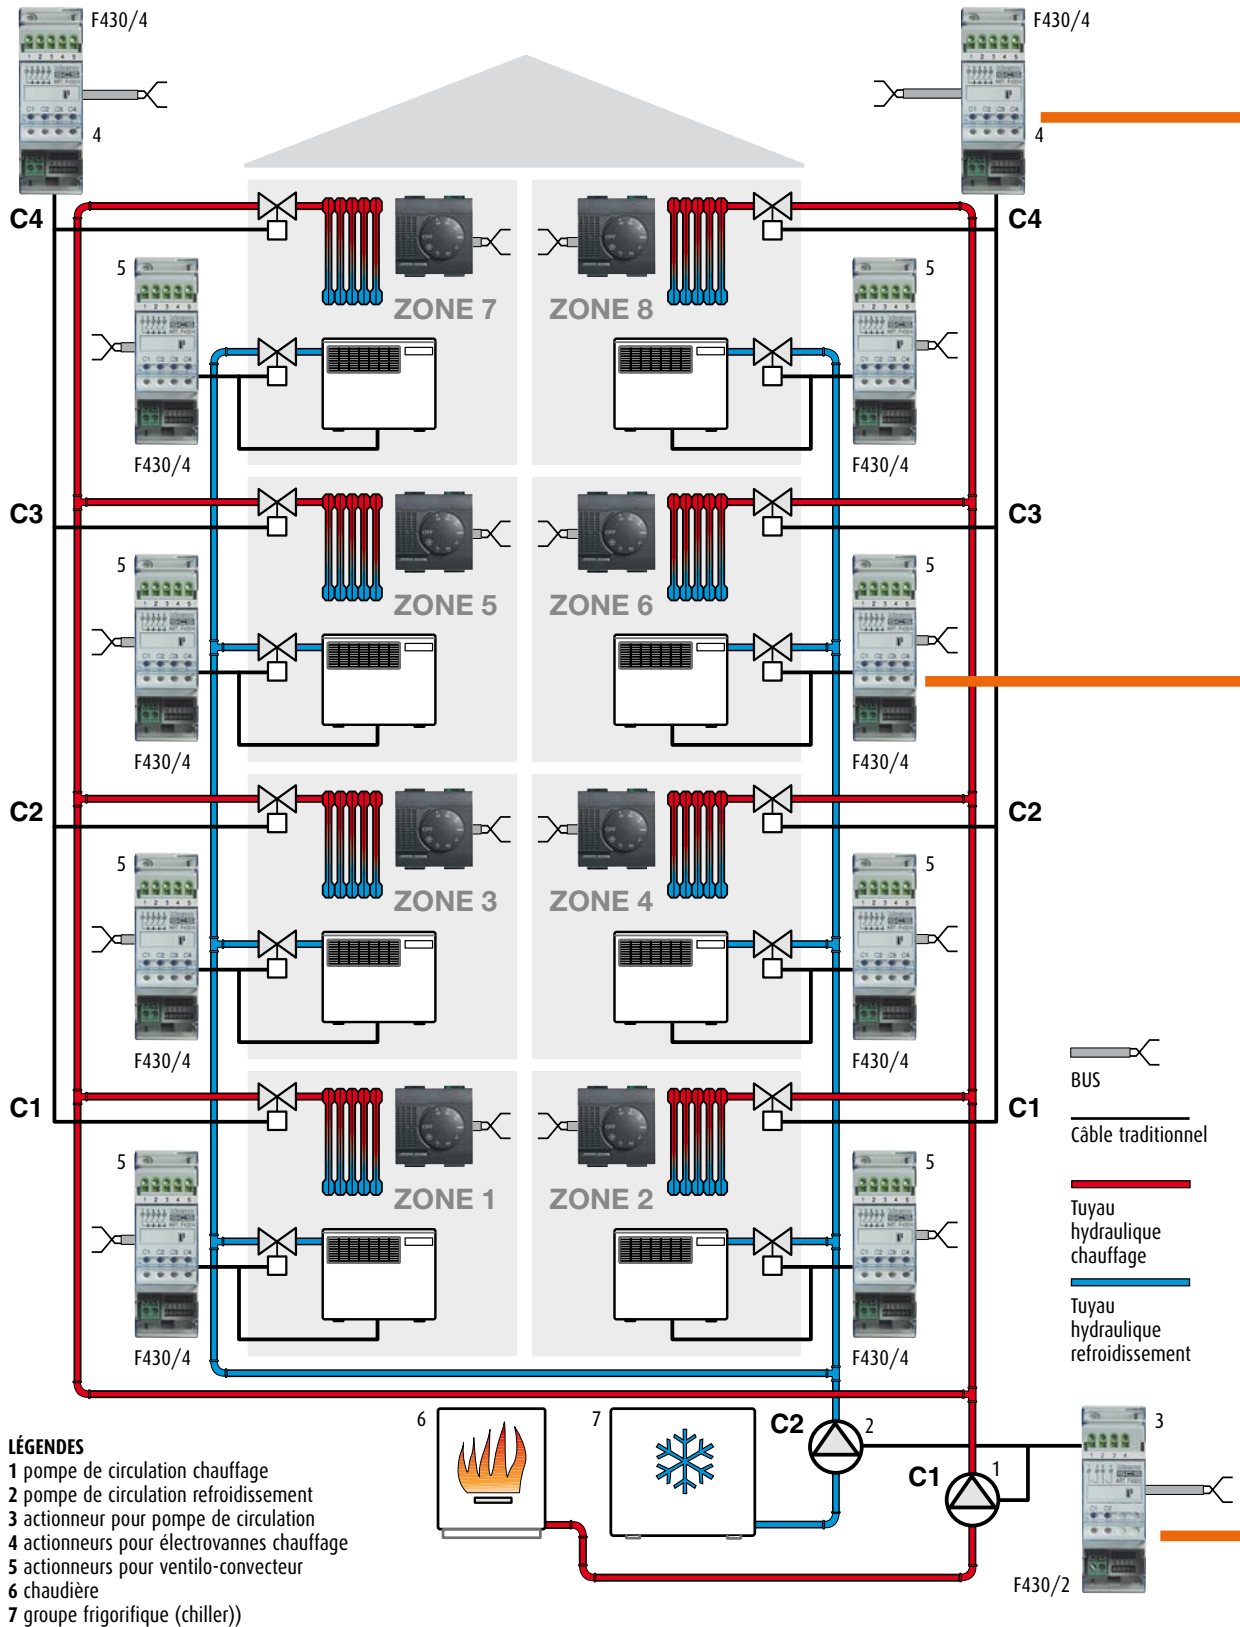 F430/4
F430/4
4
4
C4
C4
5
5
ZONE 7
ZONE 8
F430/4
F430/4
C3
C3
5
5
ZONE 5
ZONE 6
F430/4
F430/4
C2
C2
5
5
ZONE 3
ZONE 4
F430/4
F430/4
BUS
C1
C1
Câble traditionnel
5
5
ZONE 1
ZONE 2
Tuyau
hydraulique
chauffage
Tuyau
hydraulique
refroidissement
F430/4
F430/4
6
7
C2
2
3
C1
1
F430/2
LÉGENDES
1 pompe de circulation chauffage
2 pompe de circulation refroidissement
3 actionneur pour pompe de circulation
4 actionneurs pour électrovannes chauffage
5 actionneurs pour ventilo-convecteur
6 chaudière
7 groupe frigorifique (chiller))